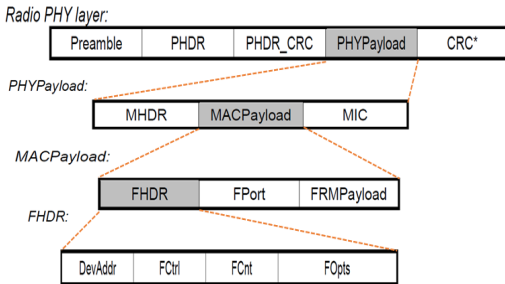 Radio PHY layer:
Preamble PHDR PHDR_CRC PHYPayload CRC*
PHYPayload:
MHDR MACPayload MIC
MACPayload:
FHDR FPort FRMPayload
FHDR:
DevAddr FCtrl FCnt FOpts